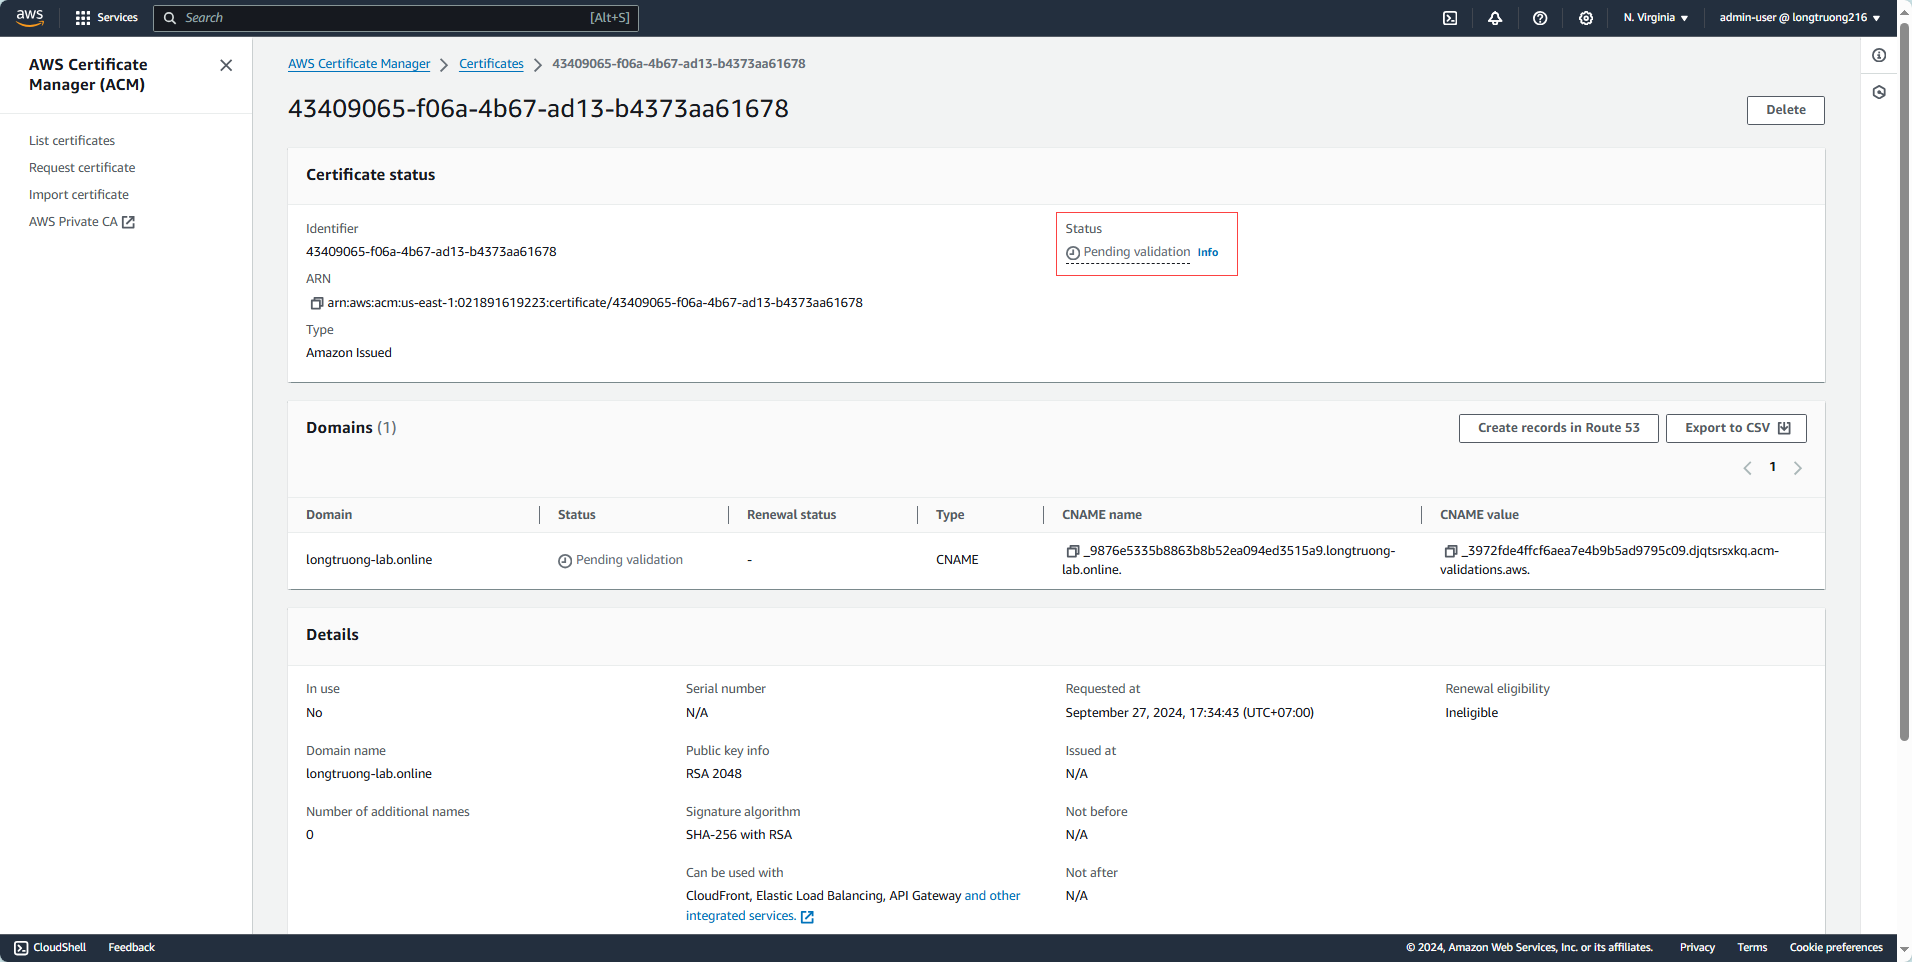 aws
Services
Search
[Alt+S]
N. Virginia
admin-user @ longtruong216
AWS Certificate
Manager (ACM)
List certificates
Request certificate
Import certificate
AWS Private CA
AWS Certificate Manager
Certificates
43409065-f06a-4b67-ad13-b4373aa61678
43409065-f06a-4b67-ad13-b4373aa61678
Delete
Certificate status
Identifier
43409065-f06a-4b67-ad13-b4373aa61678
ARN
arn:aws:acm:us-east-1:021891619223:certificate/43409065-f06a-4b67-ad13-b4373aa61678
Type
Amazon Issued
Status
Pending validation Info
Domains (1)
Create records in Route 53
Export to CSV
1
Domain
Status
Renewal status
Type
CNAME name
CNAME value
longtruong-lab.online
Pending validation
-
CNAME
_9876e5335b8863b8b52ea094ed3515a9.longtruong-
lab.online.
_3972fde4ffcf6aea7e4b9b5ad9795c09.djqtsrsxkq.acm-
validations.aws.
Details
In use
No
Domain name
longtruong-lab.online
Number of additional names
0
Serial number
N/A
Public key info
RSA 2048
Signature algorithm
SHA-256 with RSA
Can be used with
CloudFront, Elastic Load Balancing, API Gateway and other
integrated services.
Requested at
September 27, 2024, 17:34:43 (UTC+07:00)
Issued at
N/A
Not before
N/A
Not after
N/A
Renewal eligibility
Ineligible
CloudShell
Feedback
© 2024, Amazon Web Services, Inc. or its affiliates.
Privacy
Terms
Cookie preferences